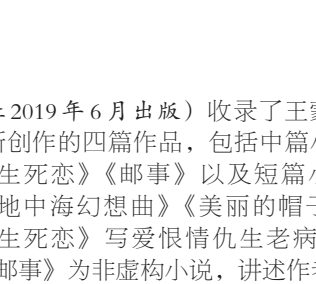 2019年6月出版）收录了王蒙
新创作的四篇作品，包括中篇小
生死恋》《邮事》以及短篇小
地中海幻想曲》《美丽的帽子
生死恋》写爱恨情仇生老病
邮事》为非虚构小说，讲述作者